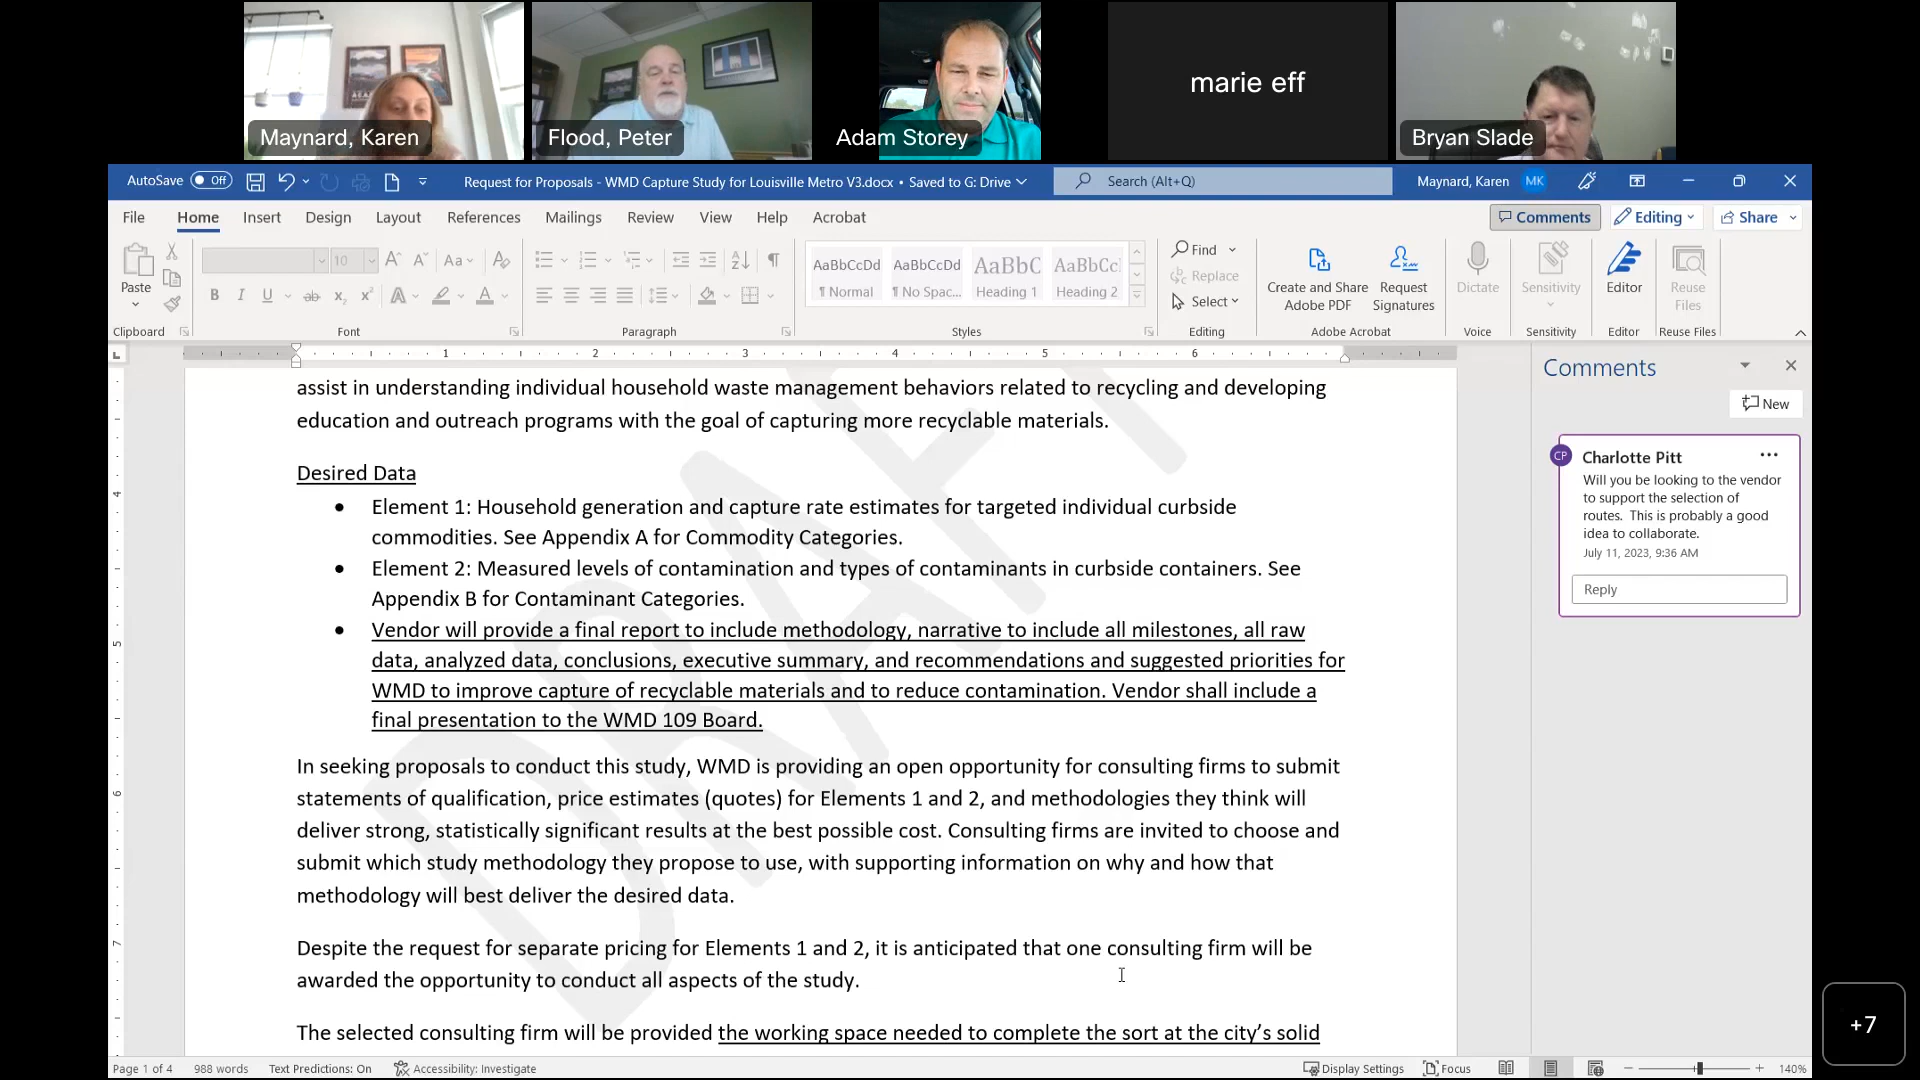 Maynard, Karen
Flood, Peter
Adam Storey
marie eff
Bryan Slade
AutoSave Off
Request for Proposals - WMD Capture Study for Louisville Metro V3.docx • Saved to G: Drive
Search (Alt+Q)
Maynard, Karen MK
File Home Insert Design Layout References Mailings Review View Help Acrobat
Comments Editing Share
Paste
Clipboard
10
Aa
B I U ab x₂ x² A A
Font
Paragraph
AaBbCcDd AaBbCcDd AaBbC AaBbCc
¶ Normal ¶ No Spac... Heading 1 Heading 2
Styles
Find
Replace
Select
Editing
Create and Share Adobe PDF
Request Signatures
Adobe Acrobat
Dictate
Voice
Sensitivity
Sensitivity
Editor
Editor
Reuse Files
Reuse Files
1 2 3 4 5 6
4
5
6
7
assist in understanding individual household waste management behaviors related to recycling and developing
education and outreach programs with the goal of capturing more recyclable materials.
Desired Data
• Element 1: Household generation and capture rate estimates for targeted individual curbside
commodities. See Appendix A for Commodity Categories.
• Element 2: Measured levels of contamination and types of contaminants in curbside containers. See
Appendix B for Contaminant Categories.
• Vendor will provide a final report to include methodology, narrative to include all milestones, all raw
data, analyzed data, conclusions, executive summary, and recommendations and suggested priorities for
WMD to improve capture of recyclable materials and to reduce contamination. Vendor shall include a
final presentation to the WMD 109 Board.
In seeking proposals to conduct this study, WMD is providing an open opportunity for consulting firms to submit
statements of qualification, price estimates (quotes) for Elements 1 and 2, and methodologies they think will
deliver strong, statistically significant results at the best possible cost. Consulting firms are invited to choose and
submit which study methodology they propose to use, with supporting information on why and how that
methodology will best deliver the desired data.
Despite the request for separate pricing for Elements 1 and 2, it is anticipated that one consulting firm will be
awarded the opportunity to conduct all aspects of the study.
The selected consulting firm will be provided the working space needed to complete the sort at the city's solid
DRAFT
Comments
New
CP Charlotte Pitt
Will you be looking to the vendor
to support the selection of
routes. This is probably a good
idea to collaborate.
July 11, 2023, 9:36 AM
Reply
+7
Page 1 of 4 988 words Text Predictions: On Accessibility: Investigate
Display Settings Focus 140%